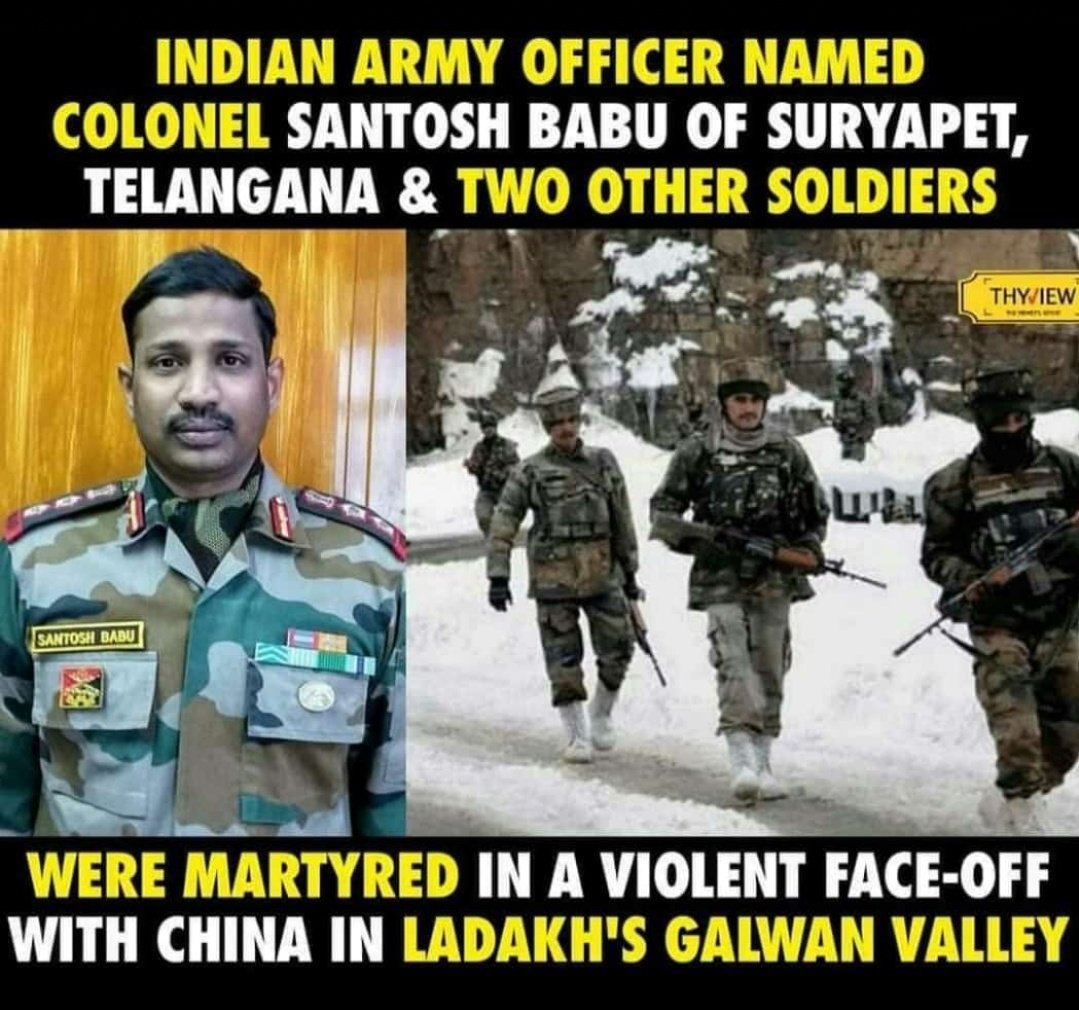 INDIAN ARMY OFFICER NAMED
COLONEL SANTOSH BABU OF SURYAPET,
TELANGANA & TWO OTHER SOLDIERS
THYVIEW
SANTOSH BABU
WERE MARTYRED IN A VIOLENT FACE-OFF
WITH CHINA IN LADAKH'S GALWAN VALLEY